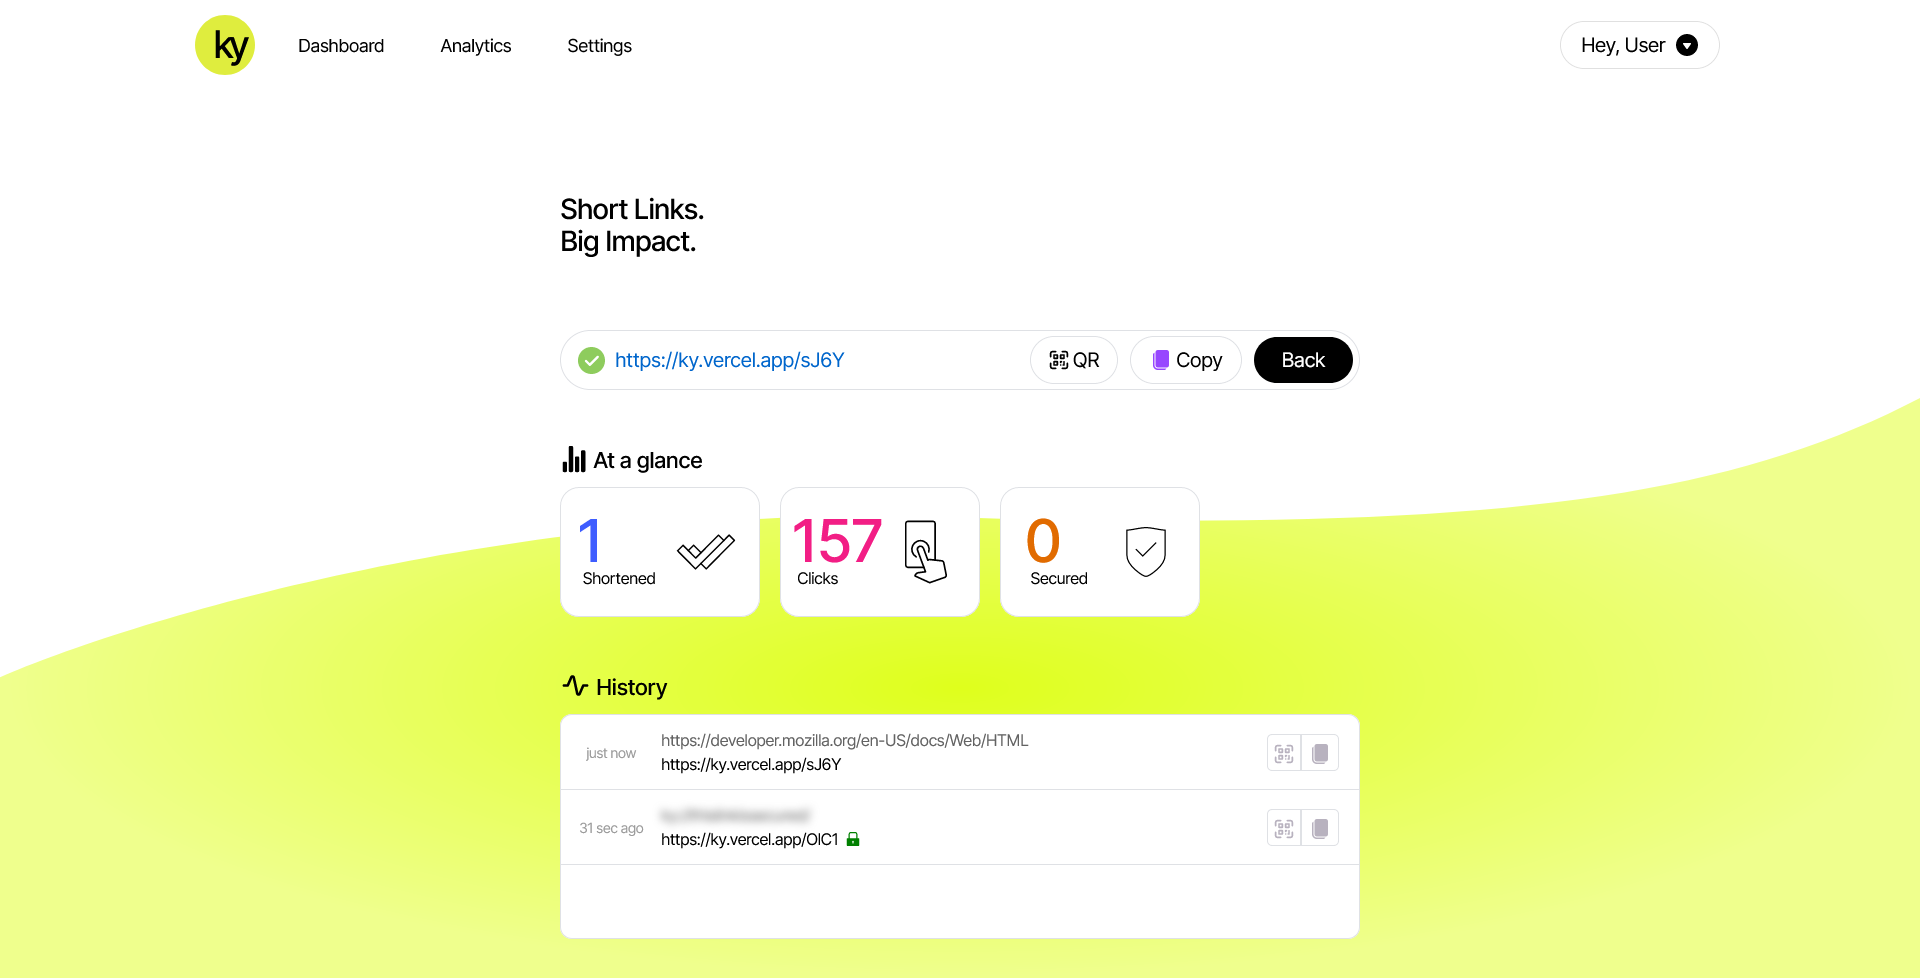 ky
Dashboard
Analytics
Settings
Hey, User
Short Links.
Big Impact.
https://ky.vercel.app/sJ6Y
QR
Copy
Back
At a glance
1
Shortened
157
Clicks
0
Secured
History
just now
https://developer.mozilla.org/en-US/docs/Web/HTML
https://ky.vercel.app/sJ6Y
31 sec ago
https://ky.vercel.app/OIC1